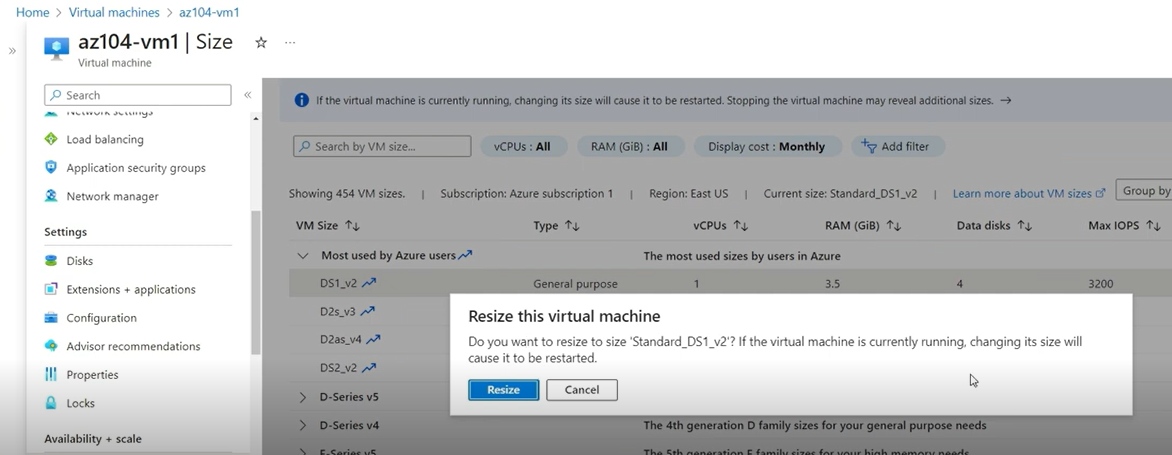 Home > Virtual machines > az104-vm1
»
az104-vm1 | Size ☆ ...
Virtual machine
Search «
Network settings
Load balancing
Application security groups
Network manager
Settings
Disks
Extensions + applications
Configuration
Advisor recommendations
Properties
Locks
Availability + scale
If the virtual machine is currently running, changing its size will cause it to be restarted. Stopping the virtual machine may reveal additional sizes. →
Search by VM size... vCPUs : All RAM (GiB) : All Display cost : Monthly Add filter
Showing 454 VM sizes. | Subscription: Azure subscription 1 | Region: East US | Current size: Standard_DS1_v2 | Learn more about VM sizes Group by
VM Size ↑↓ Type ↑↓ vCPUs ↑↓ RAM (GiB) ↑↓ Data disks ↑↓ Max IOPS ↑↓
Most used by Azure users The most used sizes by users in Azure
DS1_v2 General purpose 1 3.5 4 3200
D2s_v3
D2as_v4
DS2_v2
D-Series v5
D-Series v4 The 4th generation D family sizes for your general purpose needs
E-Series v5 The 5th generation E family sizes for your high memory needs
Resize this virtual machine
Do you want to resize to size 'Standard_DS1_v2'? If the virtual machine is currently running, changing its size will
cause it to be restarted.
Resize Cancel